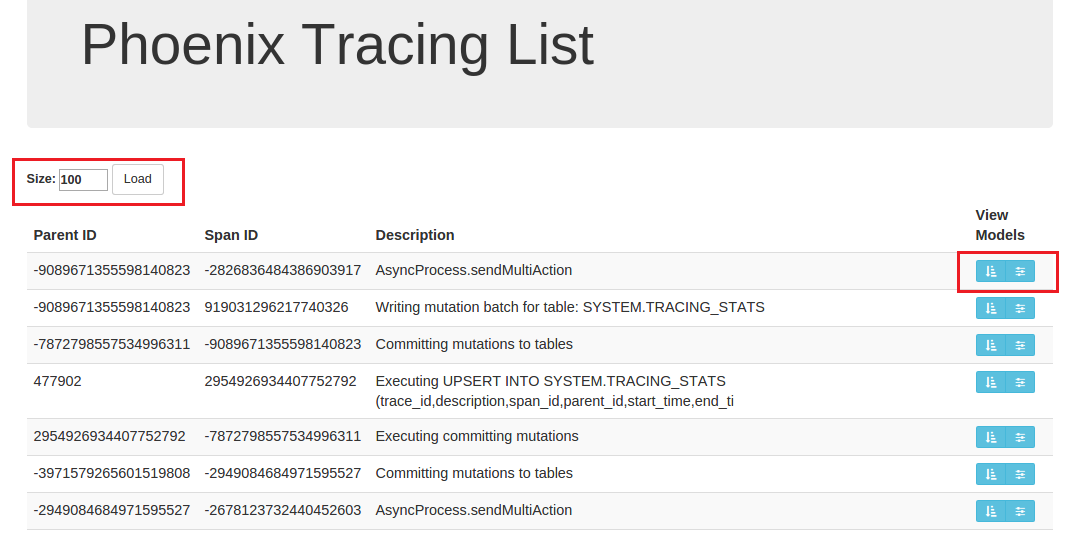 Phoenix Tracing List
Size: 100 Load
View
Parent ID Span ID Description Models
-9089671355598140823 -2826836484386903917 AsyncProcess.sendMultiAction
-9089671355598140823 919031296217740326 Writing mutation batch for table: SYSTEM.TRACING_STATS
-7872798557534996311 -9089671355598140823 Committing mutations to tables
477902 2954926934407752792 Executing UPSERT INTO SYSTEM.TRACING_STATS
(trace_id,description,span_id,parent_id,start_time,end_ti
2954926934407752792 -7872798557534996311 Executing committing mutations
-3971579265601519808 -2949084684971595527 Committing mutations to tables
-2949084684971595527 -2678123732440452603 AsyncProcess.sendMultiAction